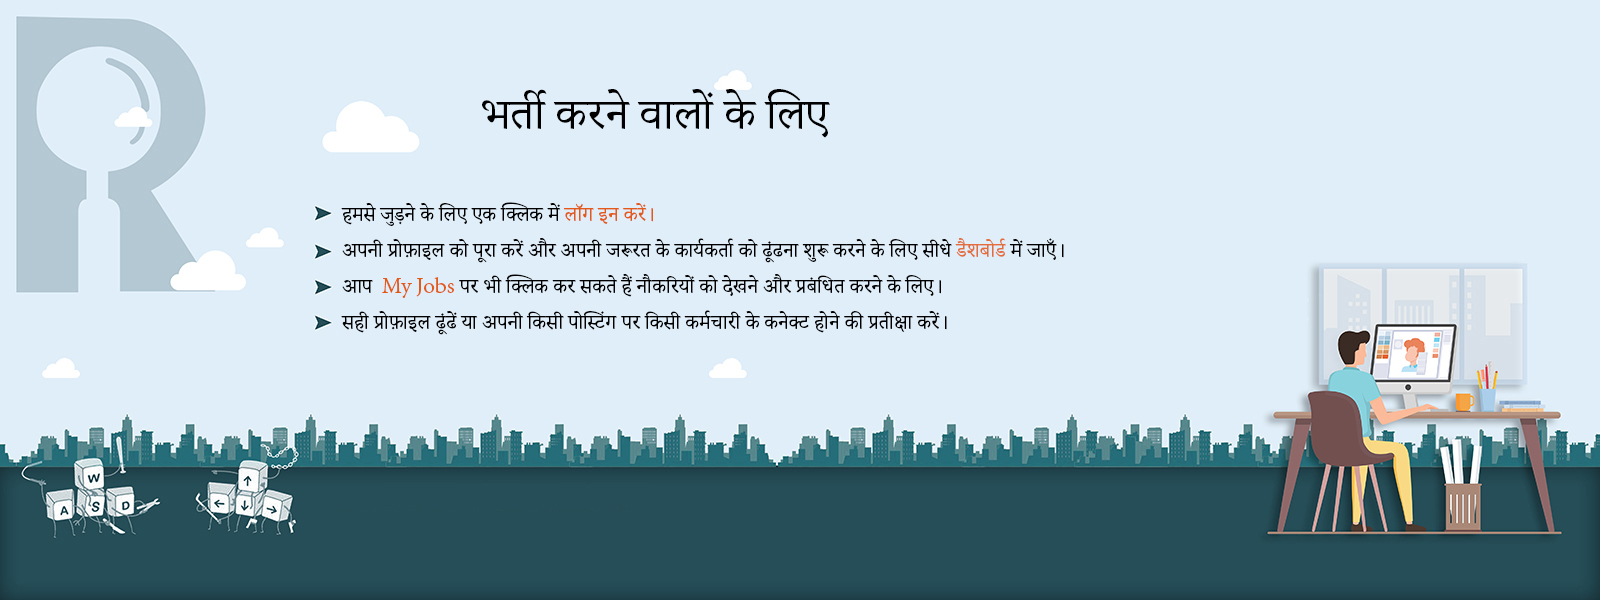 R
भर्ती करने वालों के लिए
हमसे जुड़ने के लिए एक क्लिक में लॉग इन करें।
अपनी प्रोफ़ाइल को पूरा करें और अपनी जरूरत के कार्यकर्ता को ढूंढना शुरू करने के लिए सीधे डैशबोर्ड में जाएँ।
आप My Jobs पर भी क्लिक कर सकते हैं नौकरियों को देखने और प्रबंधित करने के लिए।
सही प्रोफ़ाइल ढूंढें या अपनी किसी पोस्टिंग पर किसी कर्मचारी के कनेक्ट होने की प्रतीक्षा करें।
W
A S D
↑
← ↓ →